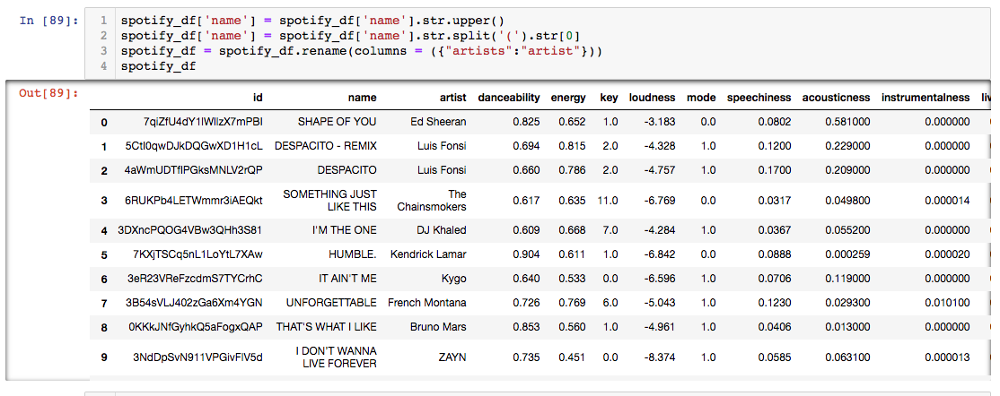 In [89]:
1 spotify_df['name'] = spotify_df['name'].str.upper()
2 spotify_df['name'] = spotify_df['name'].str.split('(').str[0]
3 spotify_df = spotify_df.rename(columns = ({"artists":"artist"}))
4 spotify_df
Out[89]:
id name artist danceability energy key loudness mode speechiness acousticness instrumentalness
0 7qiZfU4dY1lWllzX7mPBI SHAPE OF YOU Ed Sheeran 0.825 0.652 1.0 -3.183 0.0 0.0802 0.581000 0.000000
1 5CtI0qwDJkDQGwXD1H1cL DESPACITO - REMIX Luis Fonsi 0.694 0.815 2.0 -4.328 1.0 0.1200 0.229000 0.000000
2 4aWmUDTfIPGksMNLV2rQP DESPACITO Luis Fonsi 0.660 0.786 2.0 -4.757 1.0 0.1700 0.209000 0.000000
3 6RUKPb4LETWmmr3iAEQkt SOMETHING JUST LIKE THIS The Chainsmokers 0.617 0.635 11.0 -6.769 0.0 0.0317 0.049800 0.000014
4 3DXncPQOG4VBw3QHh3S81 I'M THE ONE DJ Khaled 0.609 0.668 7.0 -4.284 1.0 0.0367 0.055200 0.000000
5 7KXjTSCq5nL1LoYtL7XAw HUMBLE. Kendrick Lamar 0.904 0.611 1.0 -6.842 0.0 0.0888 0.000259 0.000020
6 3eR23VReFzcdmS7TYCrhC IT AIN'T ME Kygo 0.640 0.533 0.0 -6.596 1.0 0.0706 0.119000 0.000000
7 3B54sVLJ402zGa6Xm4YGN UNFORGETTABLE French Montana 0.726 0.769 6.0 -5.043 1.0 0.1230 0.029300 0.010100
8 0KKkJNfGyhkQ5aFogxQAP THAT'S WHAT I LIKE Bruno Mars 0.853 0.560 1.0 -4.961 1.0 0.0406 0.013000 0.000000
9 3NdDpSvN911VPGivFlV5d I DON'T WANNA LIVE FOREVER ZAYN 0.735 0.451 0.0 -8.374 1.0 0.0585 0.063100 0.000013